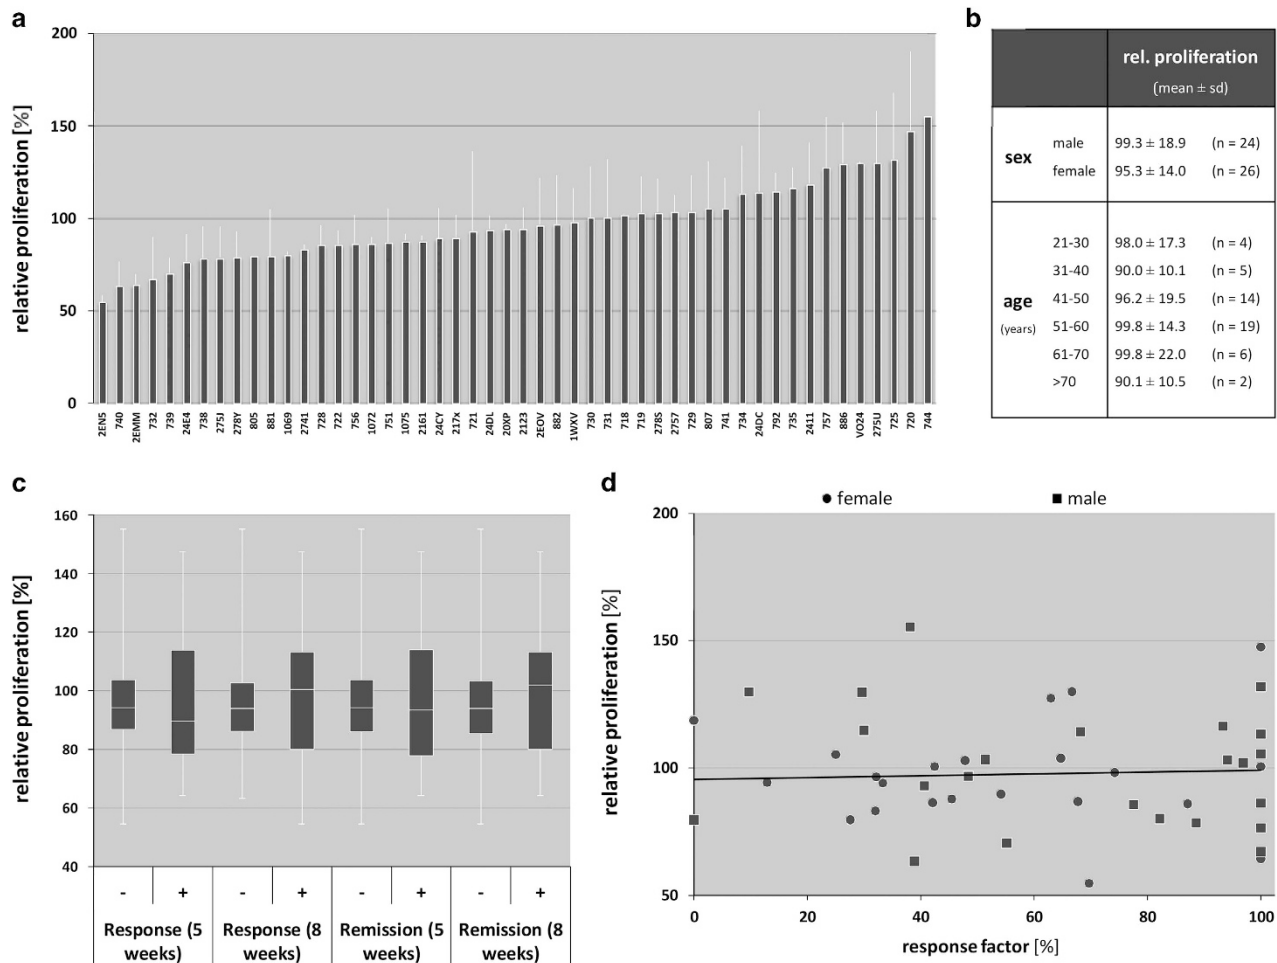 a
200
150
100
50
0
relative proliferation [%]
2EN5 740 2EMM 732 739 24E4 738 275J 278Y 805 881 1069 2741 728 722 756 1072 751 1075 2161 24CY 217x 721 24DL 20XP 2123 2EOV 882 1WXV 730 731 718 719 278S 2757 729 807 741 734 24DC 792 735 2411 757 886 VO24 275U 725 720 744
b
rel. proliferation
(mean ± sd)
sex
male 99.3 ± 18.9 (n = 24)
female 95.3 ± 14.0 (n = 26)
age
(years)
21-30 98.0 ± 17.3 (n = 4)
31-40 90.0 ± 10.1 (n = 5)
41-50 96.2 ± 19.5 (n = 14)
51-60 99.8 ± 14.3 (n = 19)
61-70 99.8 ± 22.0 (n = 6)
>70 90.1 ± 10.5 (n = 2)
c
160
140
120
100
80
60
40
relative proliferation [%]
- + - + - + - +
Response (5 weeks)
Response (8 weeks)
Remission (5 weeks)
Remission (8 weeks)
d
female male
200
150
100
50
relative proliferation [%]
0 20 40 60 80 100
response factor [%]